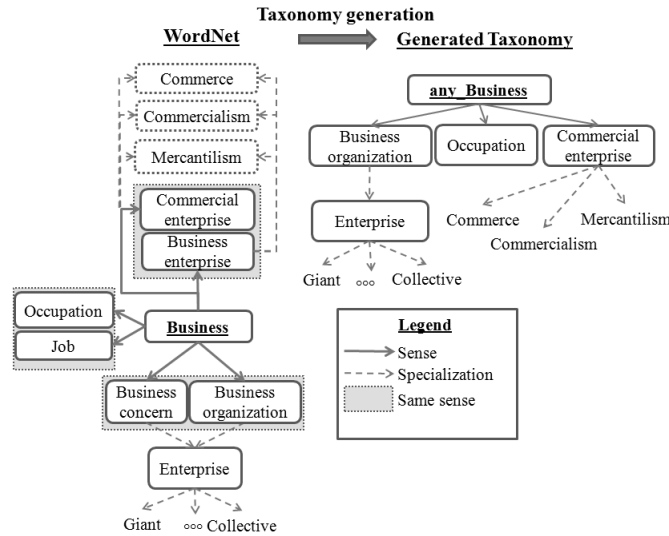 Taxonomy generation
WordNet
Generated Taxonomy
Commerce
Commercialism
Mercantilism
Commercial
enterprise
Business
enterprise
Occupation
Job
Business
Business
concern
Business
organization
Enterprise
Giant
°°° Collective
any_Business
Business
organization
Occupation
Commercial
enterprise
Enterprise
Commerce
Commercialism
Mercantilism
Giant
°°°
Collective
Legend
Sense
Specialization
Same sense